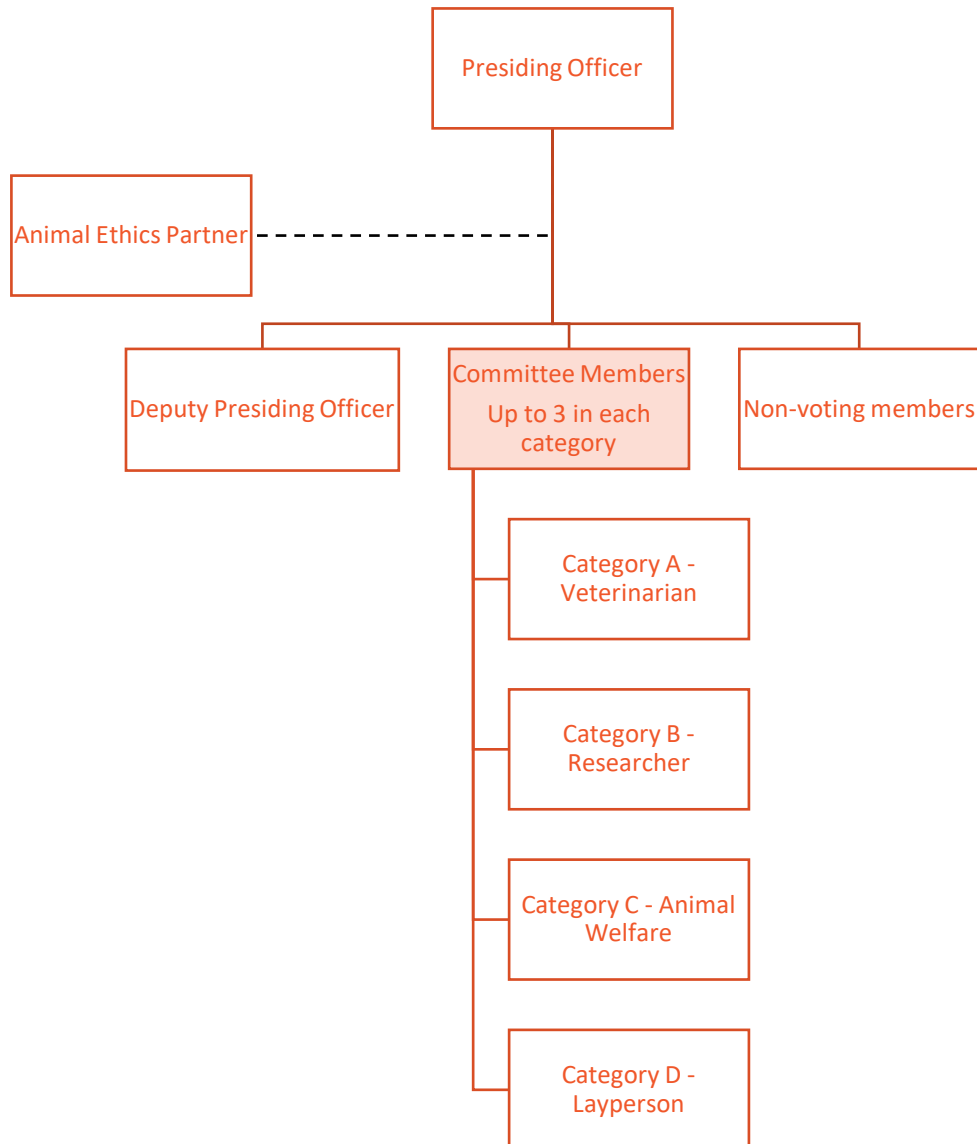 Presiding Officer
Animal Ethics Partner
Deputy Presiding Officer
Committee Members
Up to 3 in each
category
Non-voting members
Category A -
Veterinarian
Category B -
Researcher
Category C - Animal
Welfare
Category D -
Layperson